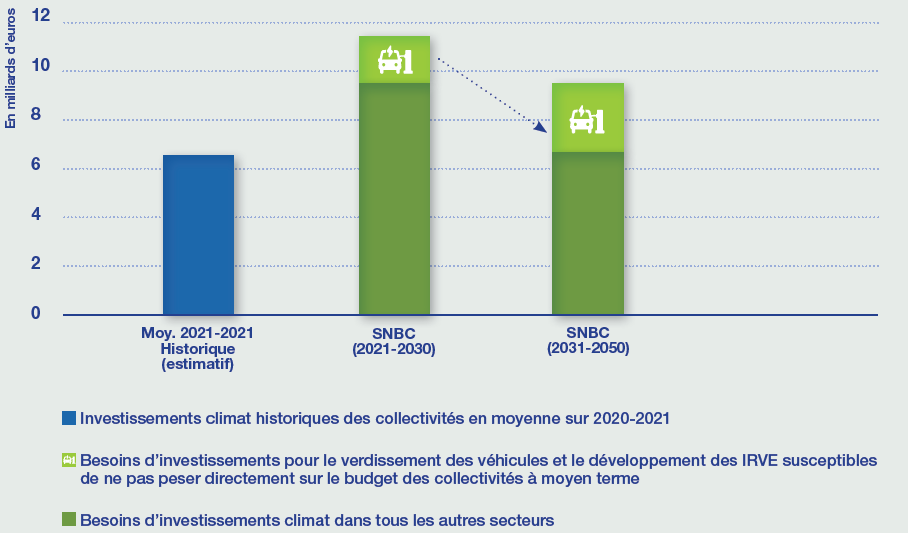 En milliards d'euros
12
10
8
6
4
2
0
Moy. 2021-2021
Historique
(estimatif)
SNBC
(2021-2030)
SNBC
(2031-2050)
Investissements climat historiques des collectivités en moyenne sur 2020-2021
Besoins d'investissements pour le verdissement des véhicules et le développement des IRVE susceptibles
de ne pas peser directement sur le budget des collectivités à moyen terme
Besoins d'investissements climat dans tous les autres secteurs